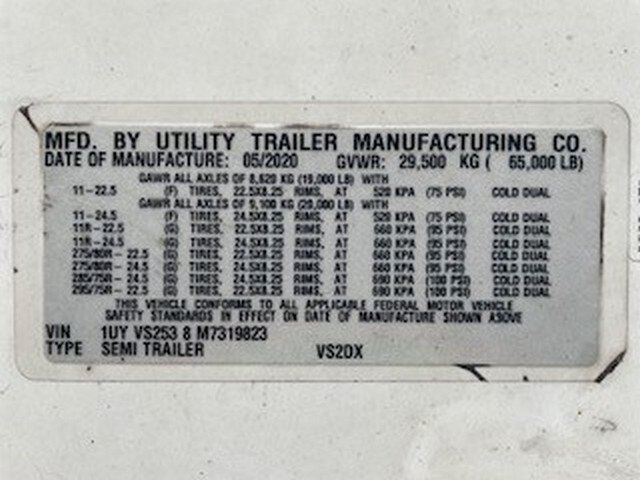 MFD. BY UTILITY TRAILER MANUFACTURING CO.
DATE OF MANUFACTURE: 05/2020 GVWR: 29,500 KG ( 65,000 LB)
GAWR ALL AXLES OF 8,620 KG (19,000 LB) WITH
11-22.5 (F) TIRES, 22.5X8.25 RIMS, AT 520 KPA (75 PSI) COLD DUAL
GAWR ALL AXLES OF 9,100 KG (20,000 LB) WITH
11-24.5 (F) TIRES, 24.5X8.25 RIMS, AT 520 KPA (75 PSI) COLD DUAL
11R-22.5 (G) TIRES, 22.5X8.25 RIMS, AT 660 KPA (95 PSI) COLD DUAL
11R-24.5 (G) TIRES, 24.5X8.25 RIMS, AT 660 KPA (95 PSI) COLD DUAL
275/80R-22.5 (G) TIRES, 22.5X8.25 RIMS, AT 660 KPA (95 PSI) COLD DUAL
275/80R-24.5 (G) TIRES, 24.5X8.25 RIMS, AT 660 KPA (95 PSI) COLD DUAL
285/75R-24.5 (G) TIRES, 24.5X8.25 RIMS, AT 690 KPA (100 PSI) COLD DUAL
295/75R-22.5 (G) TIRES, 22.5X8.25 RIMS, AT 690 KPA (100 PSI) COLD DUAL
THIS VEHICLE CONFORMS TO ALL APPLICABLE FEDERAL MOTOR VEHICLE
SAFETY STANDARDS IN EFFECT ON DATE OF MANUFACTURE SHOWN ABOVE
VIN 1UY VS253 8 M7319823
TYPE SEMI TRAILER VS2DX